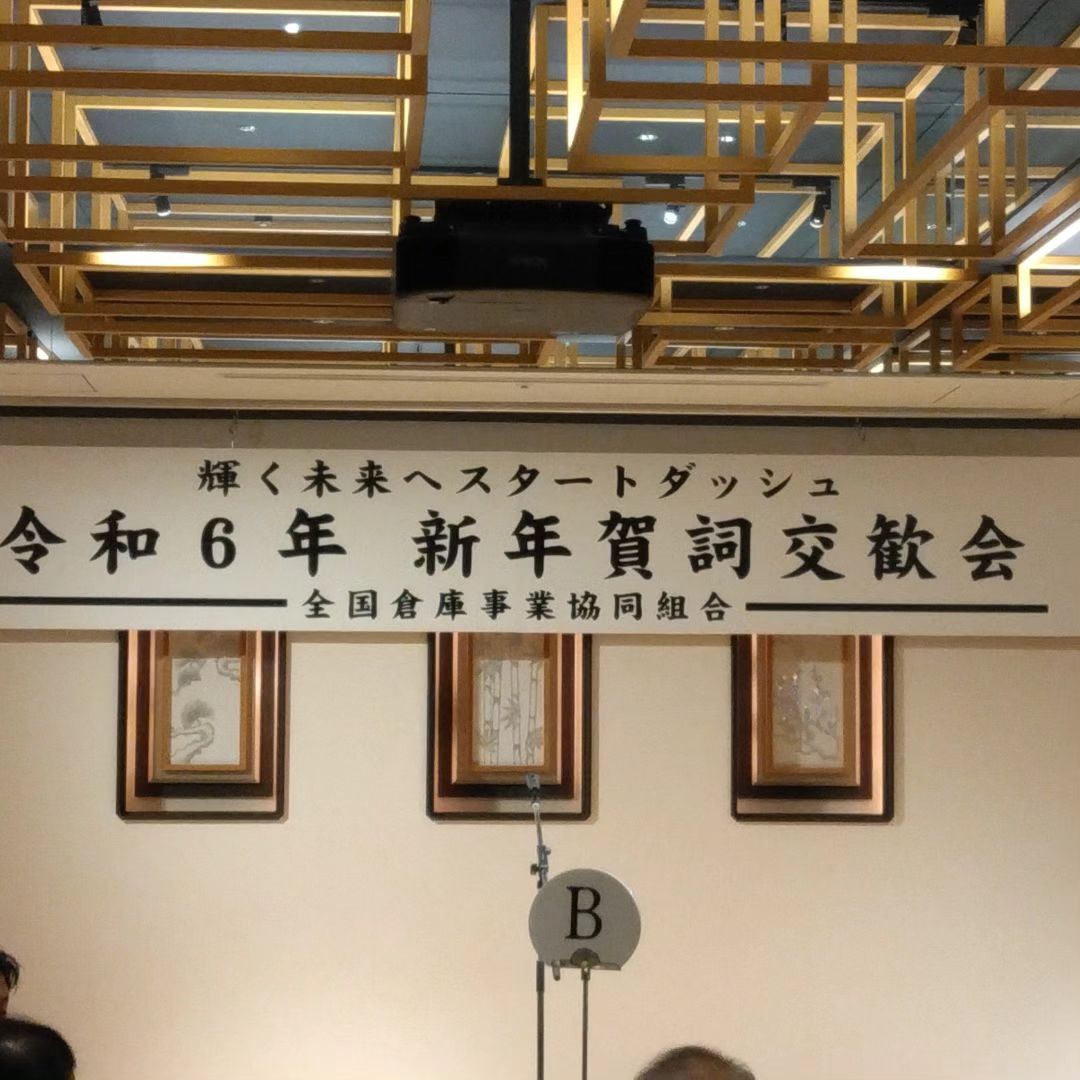 輝く未来へスタートダッシュ
令和6年 新年賀詞交歓会
全国倉庫事業協同組合
B